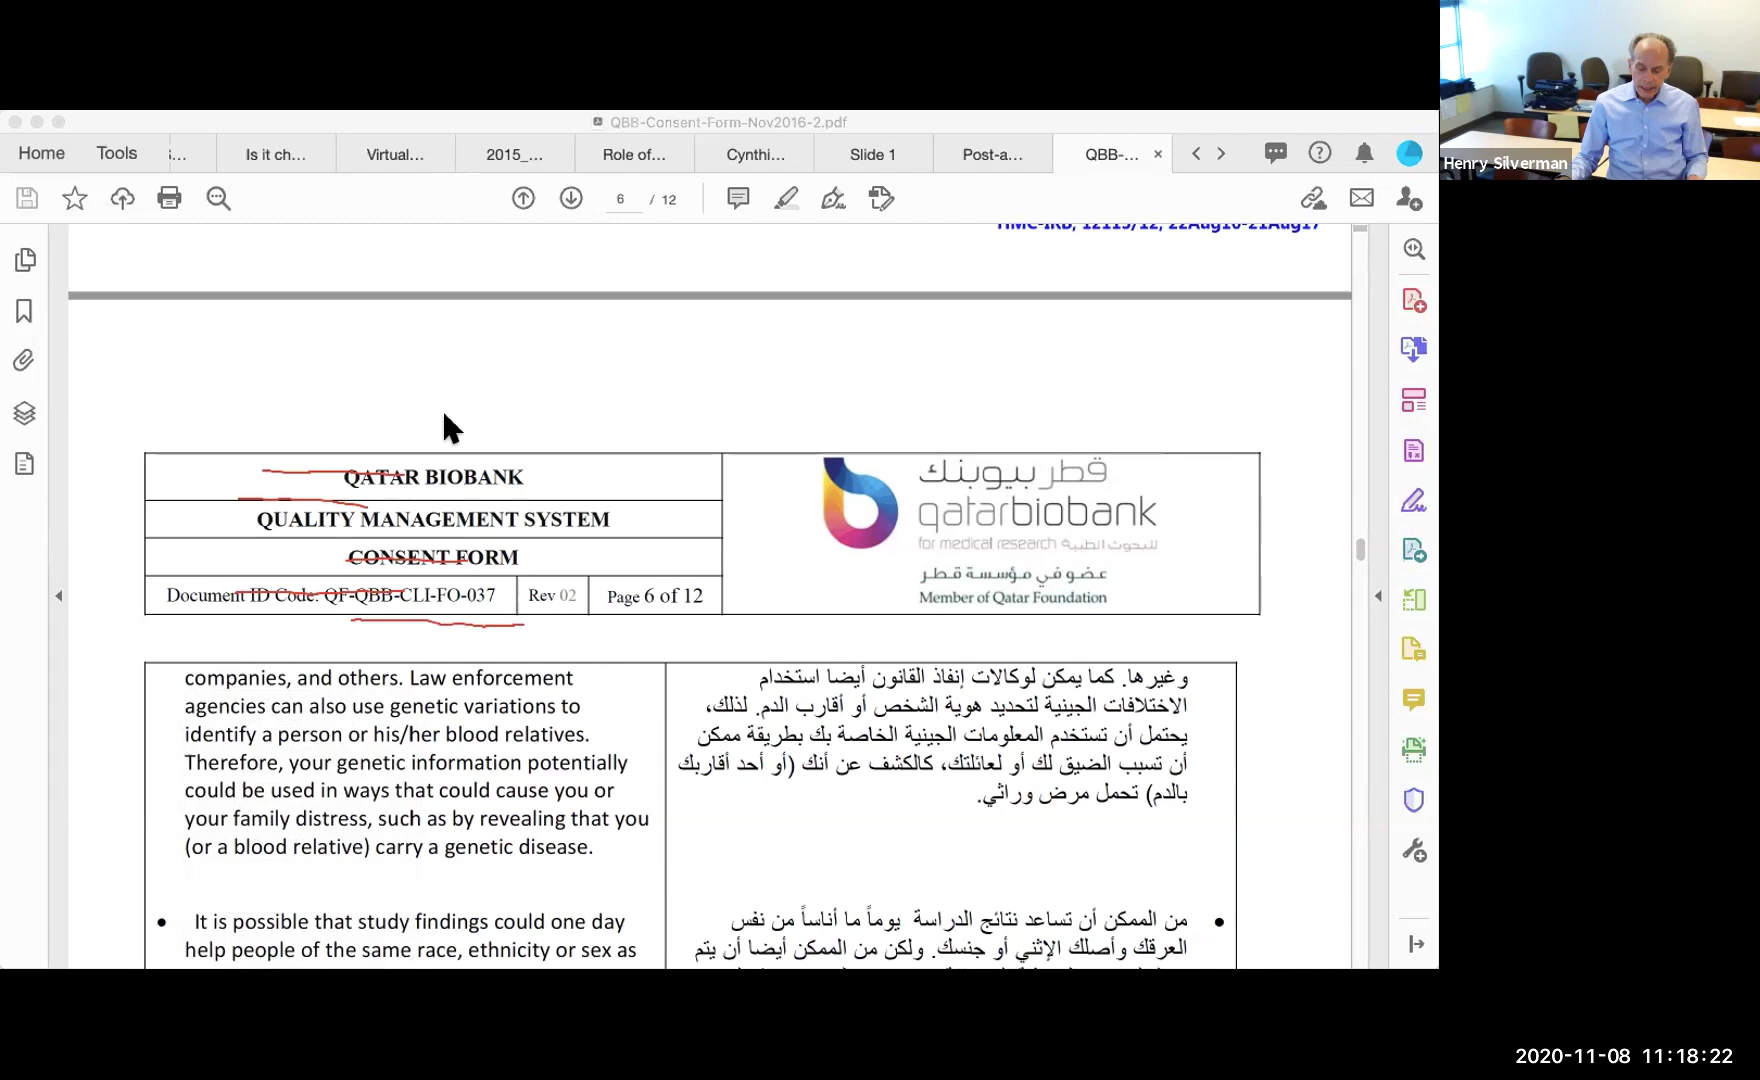 QBB-Consent-Form-Nov2016-2.pdf
Home
Tools
Is it ch...
Virtual...
2015_...
Role of...
Cynthi...
Slide 1
Post-a...
QBB-...
6 / 12
Henry Silverman
HMC-IRB, 12115/12, 22Aug16-21Aug17
QATAR BIOBANK
QUALITY MANAGEMENT SYSTEM
CONSENT FORM
Document ID Code: QF-QBB-CLI-FO-037
Rev 02
Page 6 of 12
قطر بيوبنك
qatarbiobank
for medical research للبحوث الطبية
عضو في مؤسسة قطر
Member of Qatar Foundation
companies, and others. Law enforcement
agencies can also use genetic variations to
identify a person or his/her blood relatives.
Therefore, your genetic information potentially
could be used in ways that could cause you or
your family distress, such as by revealing that you
(or a blood relative) carry a genetic disease.
• It is possible that study findings could one day
help people of the same race, ethnicity or sex as
وغيرها. كما يمكن لوكالات إنفاذ القانون أيضا استخدام
الاختلافات الجينية لتحديد هوية الشخص أو أقارب الدم. لذلك،
يحتمل أن تستخدم المعلومات الجينية الخاصة بك بطريقة ممكن
أن تسبب الضيق لك أو لعائلتك، كالكشف عن أنك (أو أحد أقاربك
بالدم) تحمل مرض وراثي.
• من الممكن أن تساعد نتائج الدراسة يوماً ما أناساً من نفس
العرقك وأصلك الإثني أو جنسك. ولكن من الممكن أيضا أن يتم
2020-11-08 11:18:22